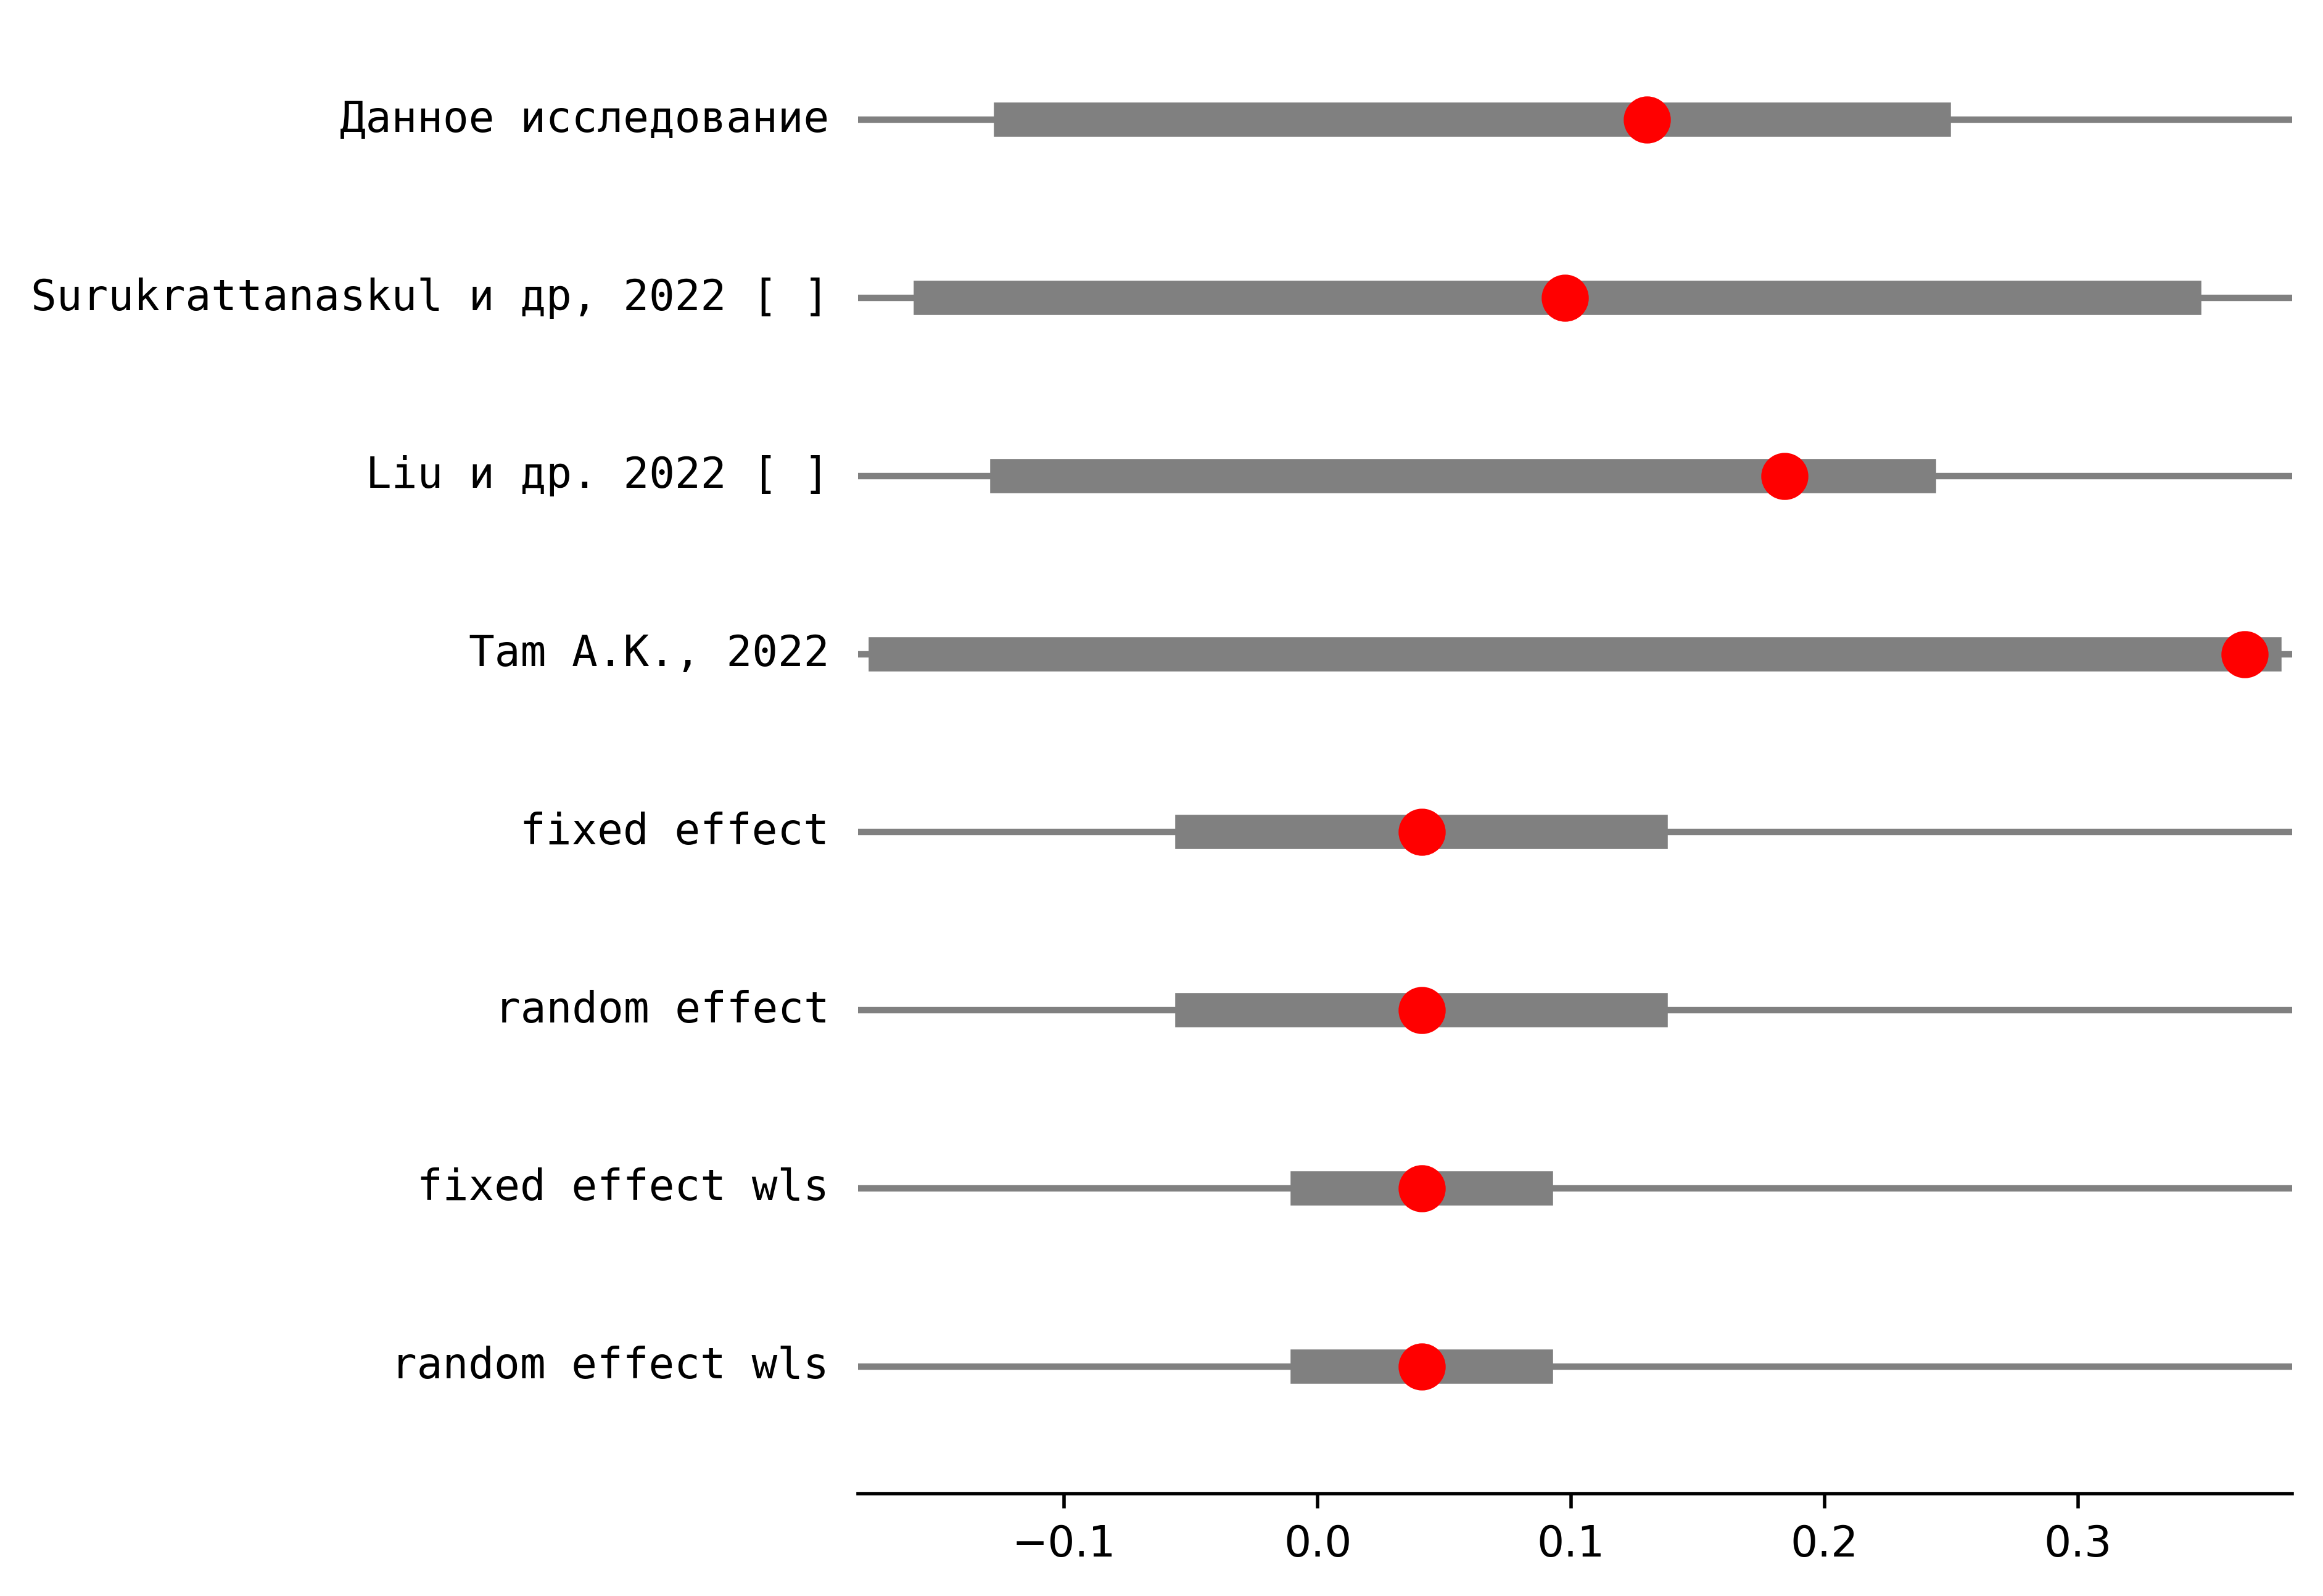 Данное исследование
Surukrattanaskul и др, 2022 [ ]
Liu и др. 2022 [ ]
Tam A.K., 2022
fixed effect
random effect
fixed effect wls
random effect wls
−0.1 0.0 0.1 0.2 0.3